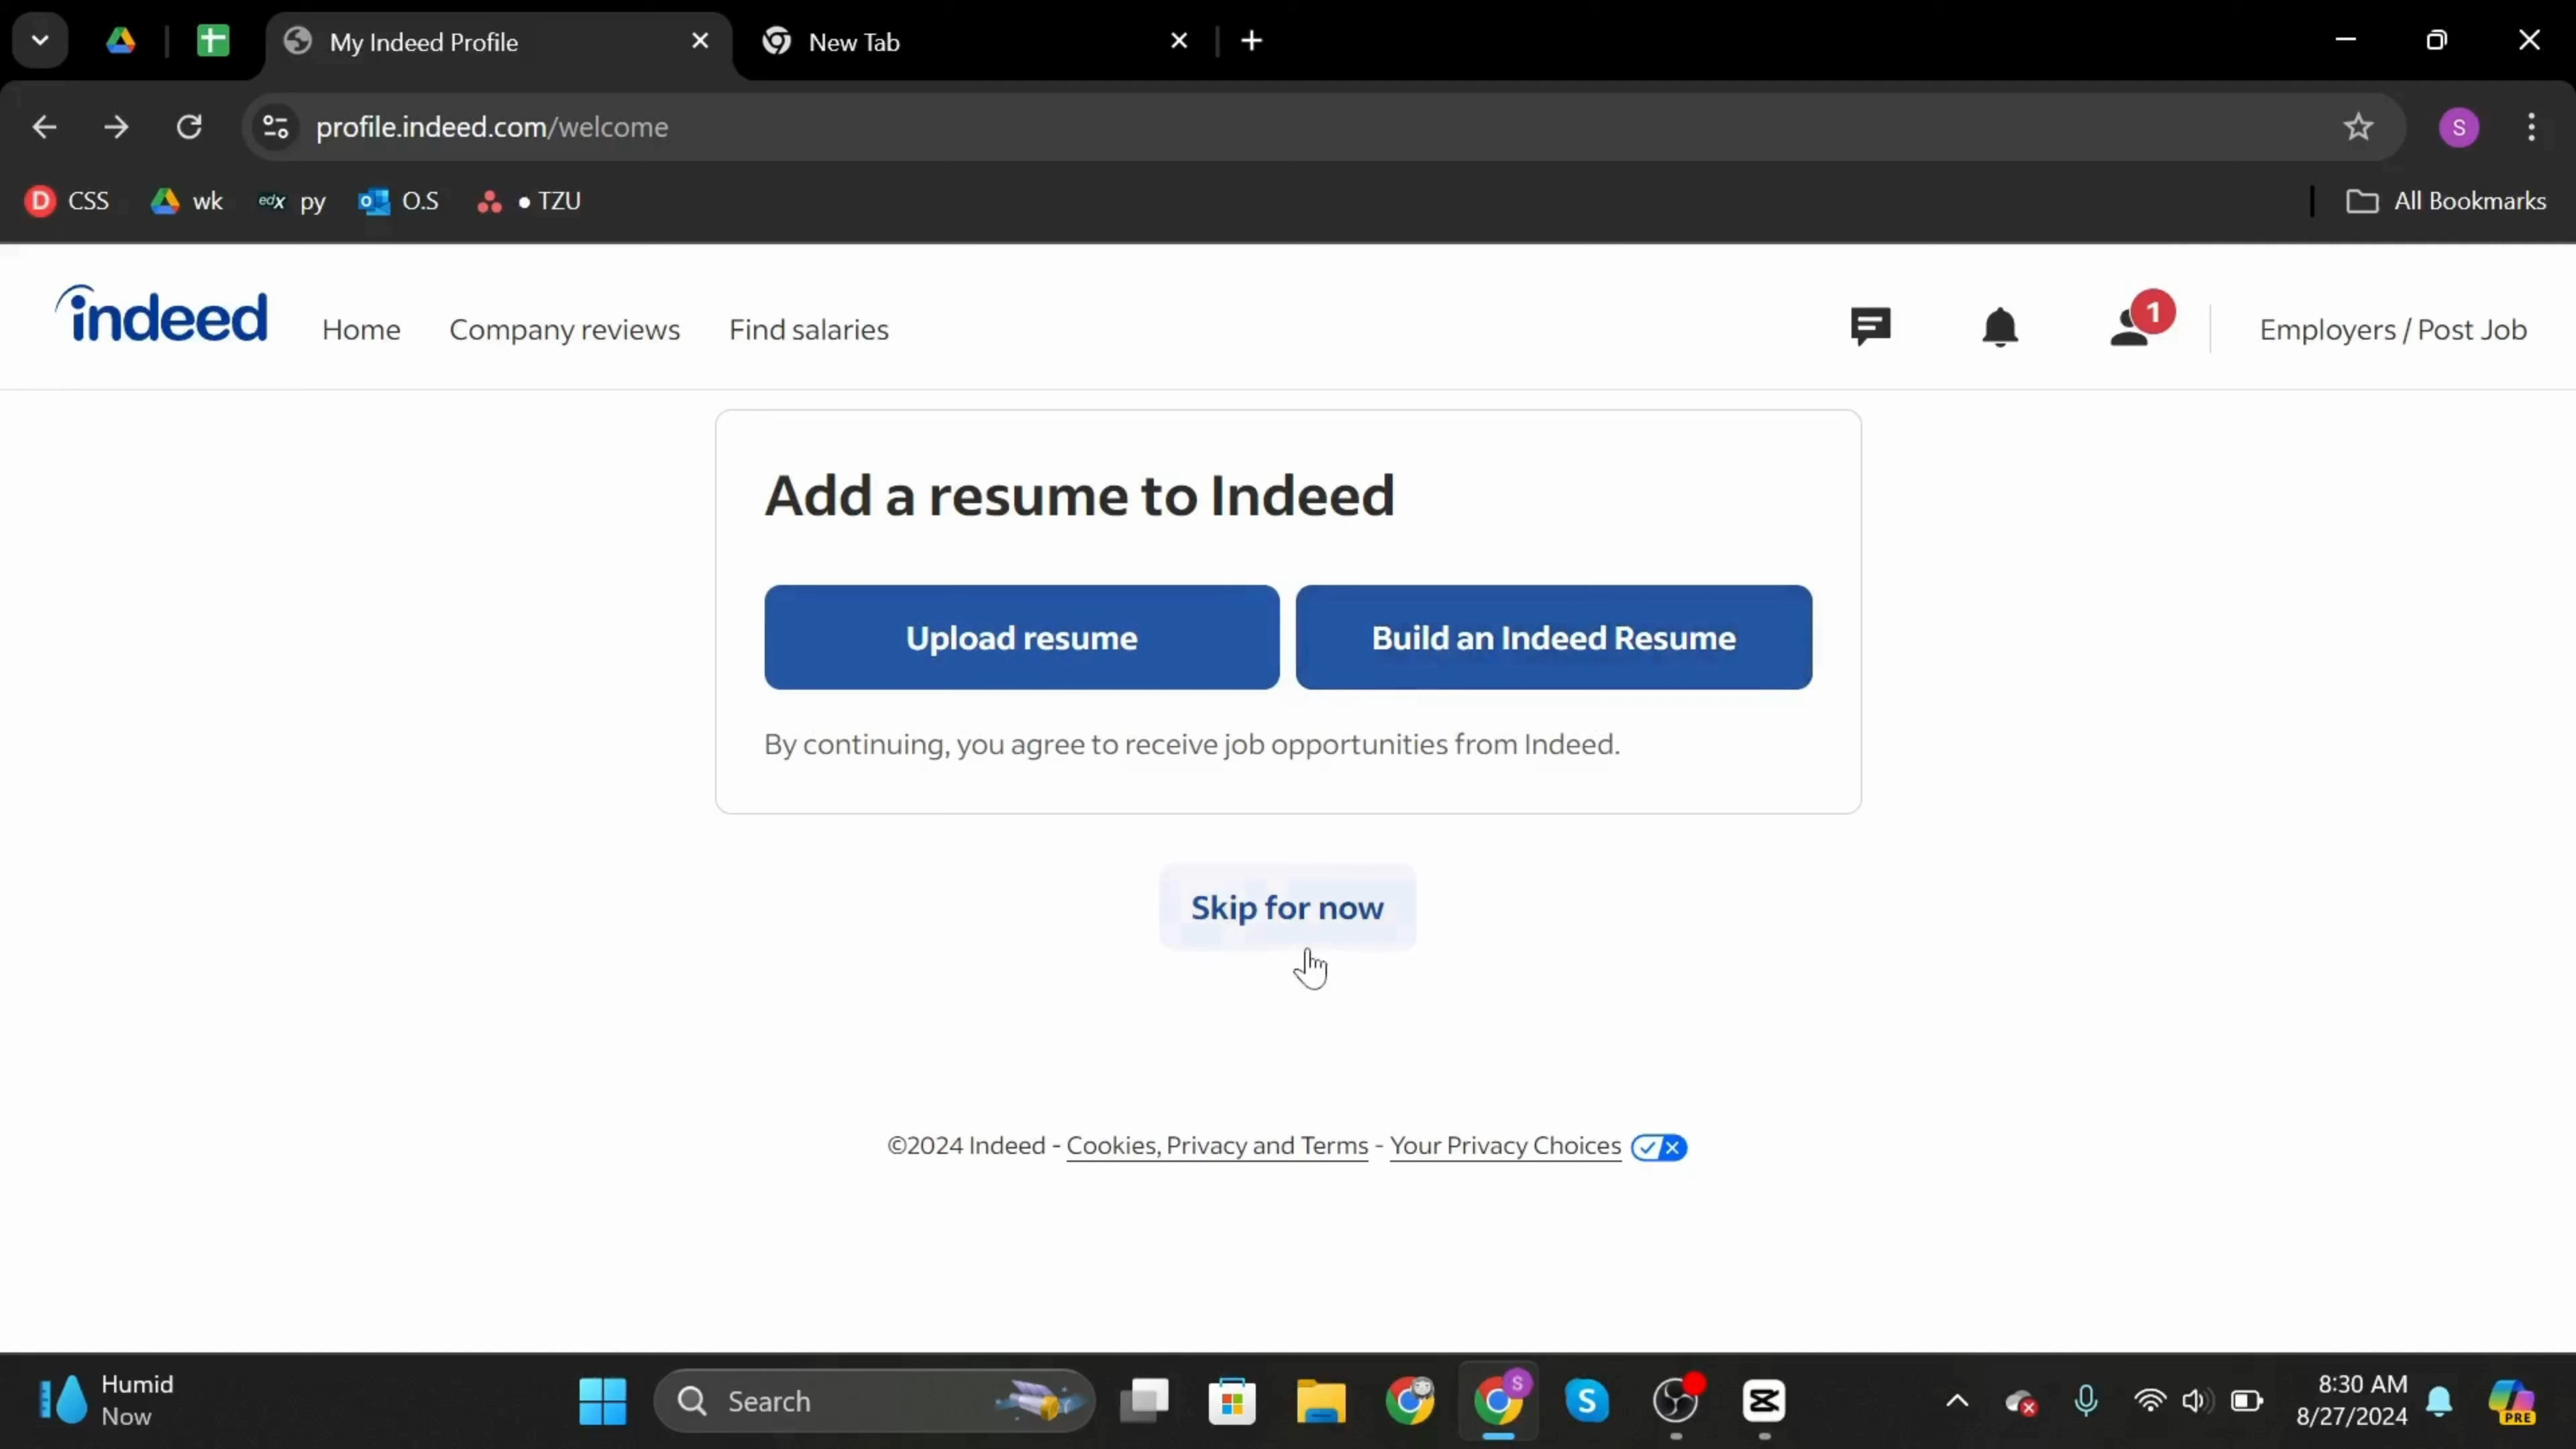 My Indeed Profile
New Tab
profile.indeed.com/welcome
S
D CSS
wk
edx py
O.S
• TZU
All Bookmarks
indeed
Home
Company reviews
Find salaries
1
Employers / Post Job
Add a resume to Indeed
Upload resume
Build an Indeed Resume
By continuing, you agree to receive job opportunities from Indeed.
Skip for now
©2024 Indeed - Cookies, Privacy and Terms - Your Privacy Choices
Humid
Now
Search
S
S
8:30 AM
8/27/2024
PRE